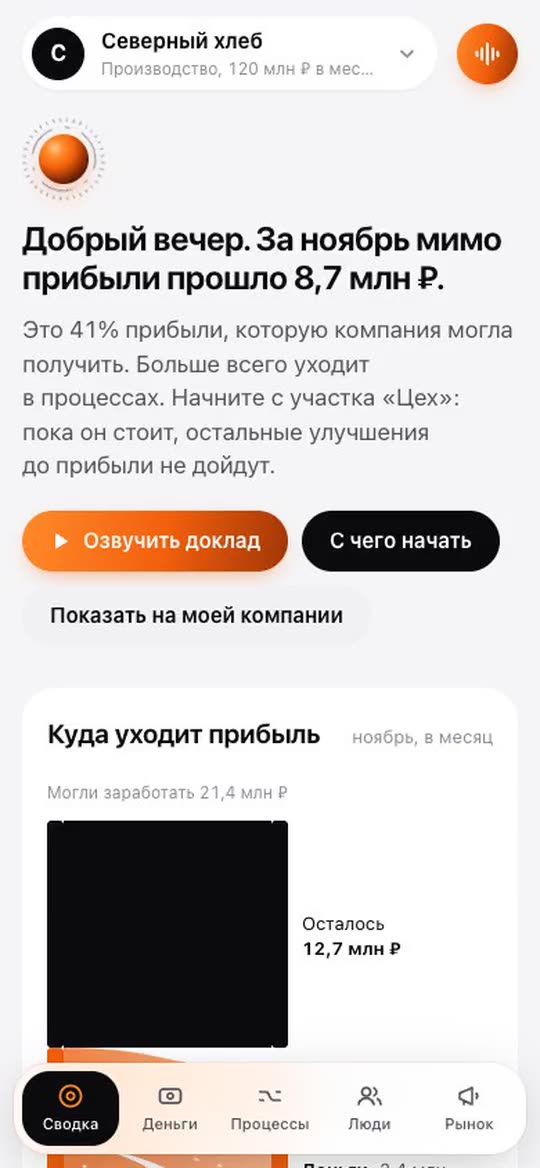 С
Северный хлеб
Производство, 120 млн ₽ в мес...
Добрый вечер. За ноябрь мимо
прибыли прошло 8,7 млн ₽.
Это 41% прибыли, которую компания могла
получить. Больше всего уходит
в процессах. Начните с участка «Цех»:
пока он стоит, остальные улучшения
до прибыли не дойдут.
Озвучить доклад
С чего начать
Показать на моей компании
Куда уходит прибыль
ноябрь, в месяц
Могли заработать 21,4 млн ₽
Осталось
12,7 млн ₽
Сводка
Деньги
Процессы
Люди
Рынок